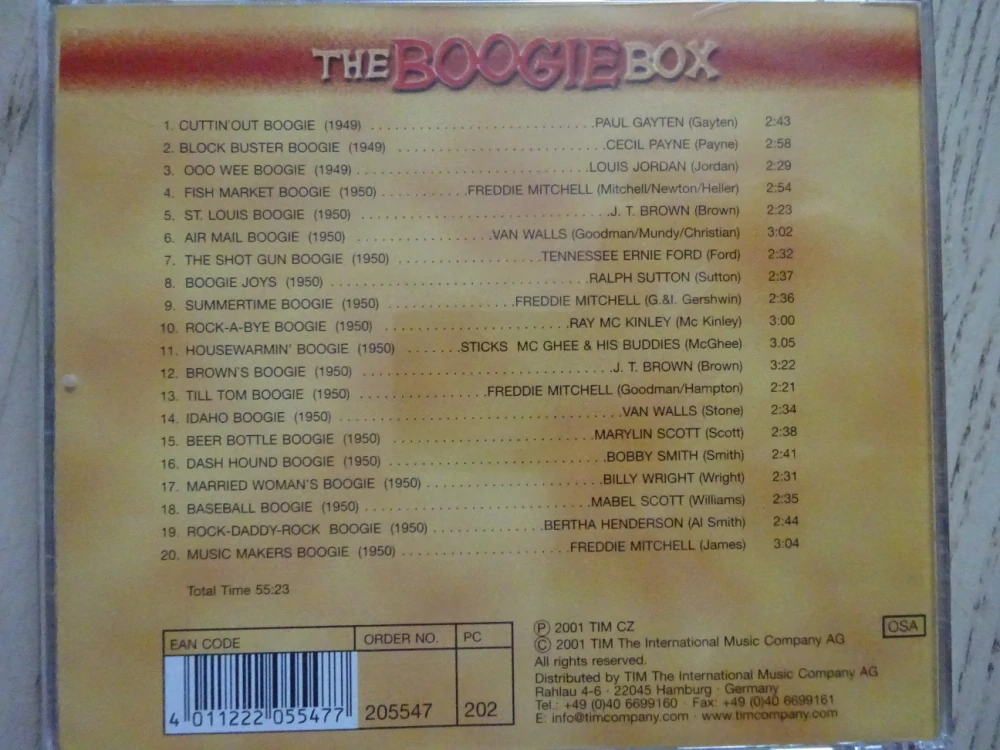 THE BOOGIE BOX
1. CUTTIN'OUT BOOGIE (1949) ..............................PAUL GAYTEN (Gayten) 2:43
2. BLOCK BUSTER BOOGIE (1949) ............................CECIL PAYNE (Payne) 2:58
3. OOO WEE BOOGIE (1949) ..............................LOUIS JORDAN (Jordan) 2:29
4. FISH MARKET BOOGIE (1950) ...........FREDDIE MITCHELL (Mitchell/Newton/Heller) 2:54
5. ST. LOUIS BOOGIE (1950) ................................J. T. BROWN (Brown) 2:23
6. AIR MAIL BOOGIE (1950) ...................VAN WALLS (Goodman/Mundy/Christian) 3:02
7. THE SHOT GUN BOOGIE (1950) ...................TENNESSEE ERNIE FORD (Ford) 2:32
8. BOOGIE JOYS (1950) ..................................RALPH SUTTON (Sutton) 2:37
9. SUMMERTIME BOOGIE (1950) .................FREDDIE MITCHELL (G.&I. Gershwin) 2:36
10. ROCK-A-BYE BOOGIE (1950) .......................RAY MC KINLEY (Mc Kinley) 3:00
11. HOUSEWARMIN' BOOGIE (1950) .......STICKS MC GHEE & HIS BUDDIES (McGhee) 3.05
12. BROWN'S BOOGIE (1950) ................................J. T. BROWN (Brown) 3:22
13. TILL TOM BOOGIE (1950) .................FREDDIE MITCHELL (Goodman/Hampton) 2:21
14. IDAHO BOOGIE (1950) ....................................VAN WALLS (Stone) 2:34
15. BEER BOTTLE BOOGIE (1950) ..........................MARYLIN SCOTT (Scott) 2:38
16. DASH HOUND BOOGIE (1950) ............................BOBBY SMITH (Smith) 2:41
17. MARRIED WOMAN'S BOOGIE (1950) ......................BILLY WRIGHT (Wright) 2:31
18. BASEBALL BOOGIE (1950) ............................MABEL SCOTT (Williams) 2:35
19. ROCK-DADDY-ROCK BOOGIE (1950) ..............BERTHA HENDERSON (Al Smith) 2:44
20. MUSIC MAKERS BOOGIE (1950) .....................FREDDIE MITCHELL (James) 3:04
Total Time 55:23
EAN CODE ORDER NO. PC
4 011222 055477 205547 202
Ⓟ 2001 TIM CZ
© 2001 TIM The International Music Company AG
OSA
All rights reserved.
Distributed by TIM The International Music Company AG
Rahlau 4-6 · 22045 Hamburg · Germany
Tel.: +49 (0)40 6699160 · Fax: +49 (0)40 6699161
E: info@timcompany.com · www.timcompany.com